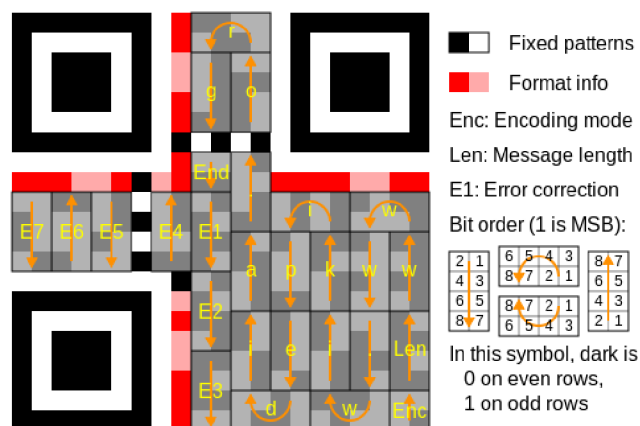 r
g o
Fixed patterns
Format info
Enc: Encoding mode
Len: Message length
E1: Error correction
Bit order (1 is MSB):
End
.
E7 E6 E5 E4 E1
i w
a p k w w
E2
i e i . Len
E3
d w Enc
2 1
4 3
6 5
8 7
6 5 4 3
8 7 2 1
8 7 2 1
6 5 4 3
8 7
6 5
4 3
2 1
In this symbol, dark is
0 on even rows,
1 on odd rows